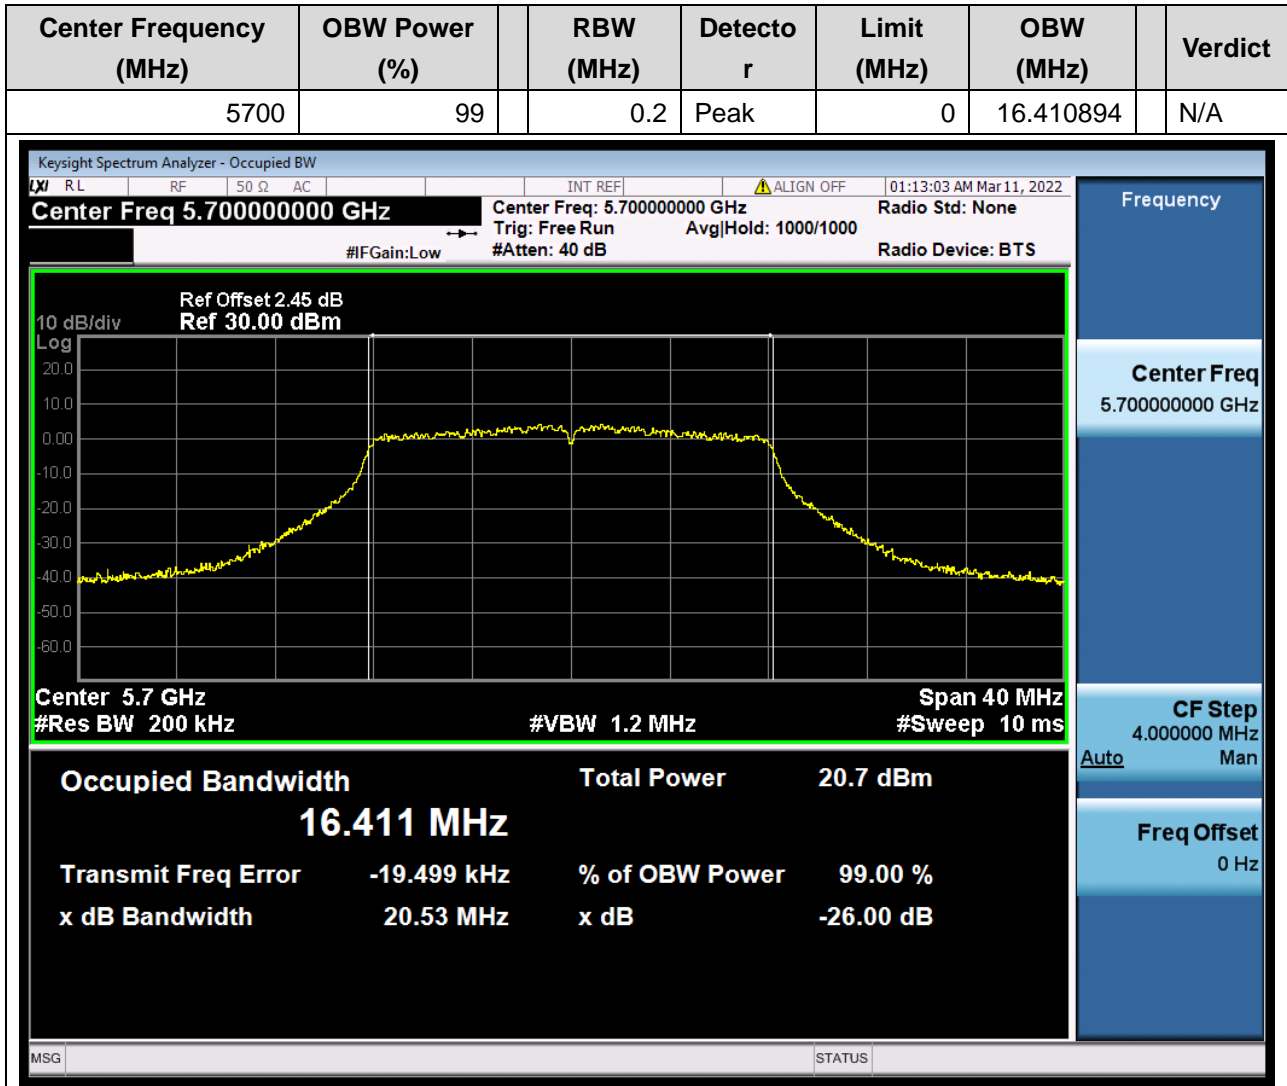 Center Frequency (MHz) OBW Power (%) RBW (MHz) Detector Limit (MHz) OBW (MHz) Verdict
5700 99 0.2 Peak 0 16.410894 N/A
Keysight Spectrum Analyzer - Occupied BW
LXI RL RF 50 Ω AC INT REF ALIGN OFF 01:13:03 AM Mar 11, 2022
Center Freq 5.700000000 GHz Center Freq: 5.700000000 GHz Radio Std: None
Trig: Free Run Avg|Hold: 1000/1000
#IFGain:Low #Atten: 40 dB Radio Device: BTS
Ref Offset 2.45 dB
10 dB/div Ref 30.00 dBm
Log
20.0
10.0
0.00
-10.0
-20.0
-30.0
-40.0
-50.0
-60.0
Center 5.7 GHz Span 40 MHz
#Res BW 200 kHz #VBW 1.2 MHz #Sweep 10 ms
Occupied Bandwidth Total Power 20.7 dBm
16.411 MHz
Transmit Freq Error -19.499 kHz % of OBW Power 99.00 %
x dB Bandwidth 20.53 MHz x dB -26.00 dB
Frequency
Center Freq
5.700000000 GHz
CF Step
4.000000 MHz
Auto Man
Freq Offset
0 Hz
MSG STATUS